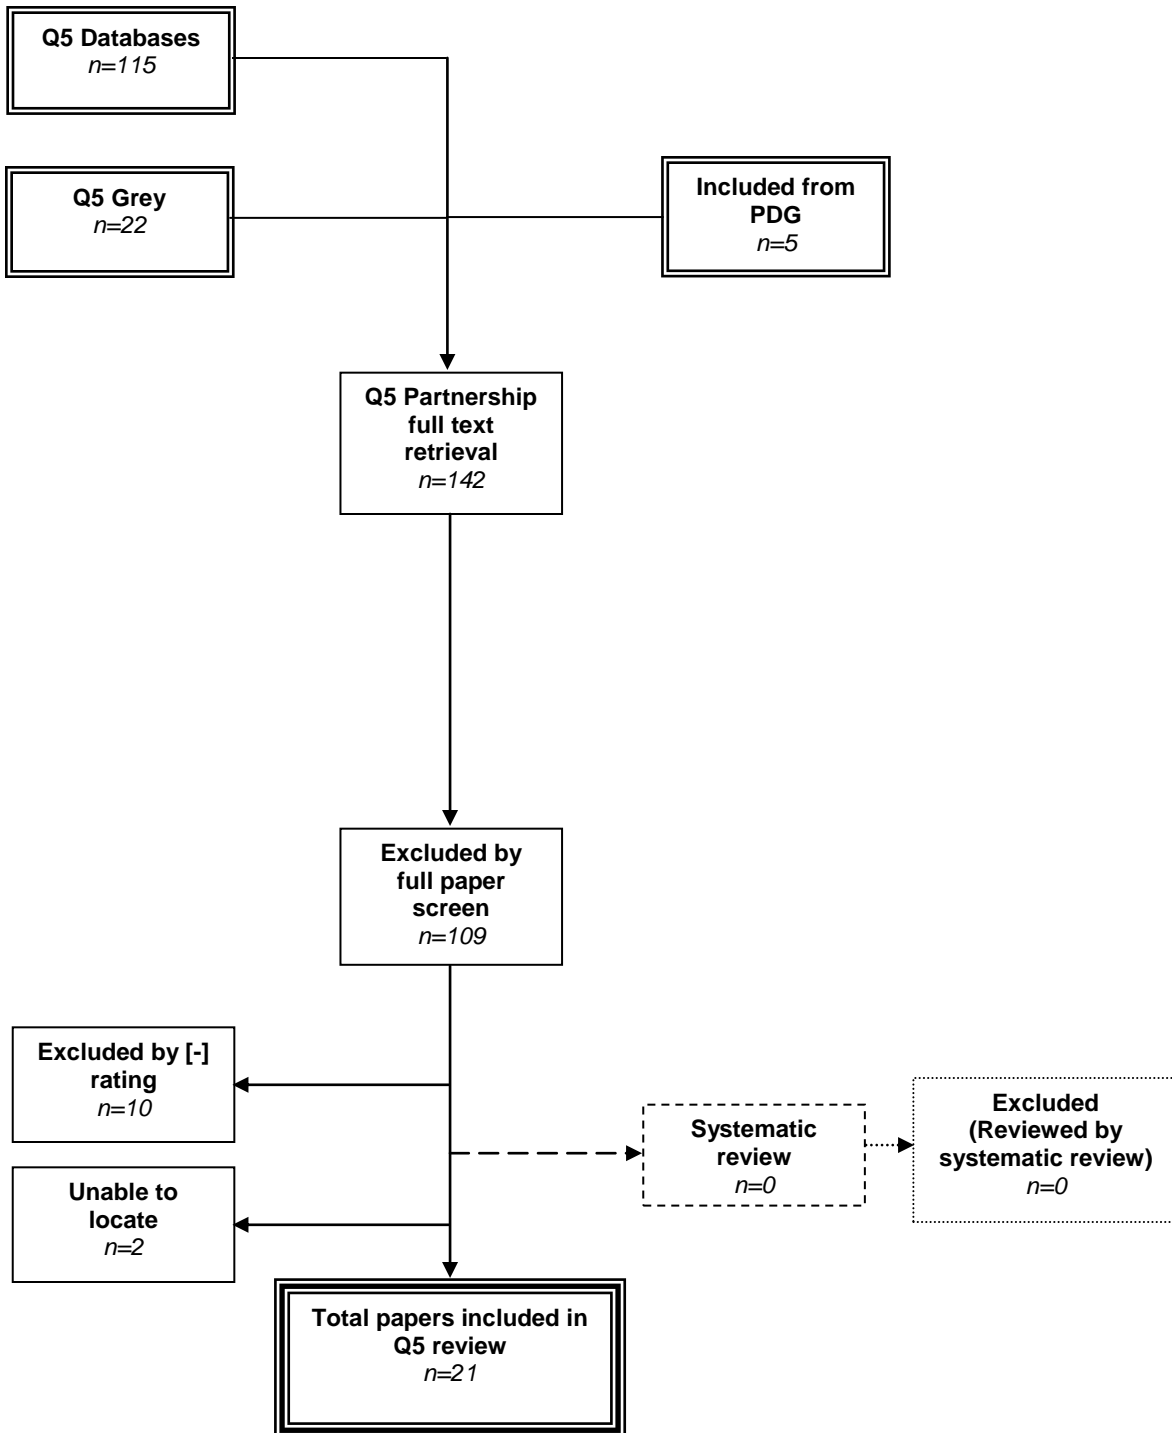 Q5 Databases
n=115
Q5 Grey
n=22
Included from
PDG
n=5
Q5 Partnership
full text
retrieval
n=142
Excluded by
full paper
screen
n=109
Excluded by [-]
rating
n=10
Systematic
review
n=0
Excluded
(Reviewed by
systematic review)
n=0
Unable to
locate
n=2
Total papers included in
Q5 review
n=21